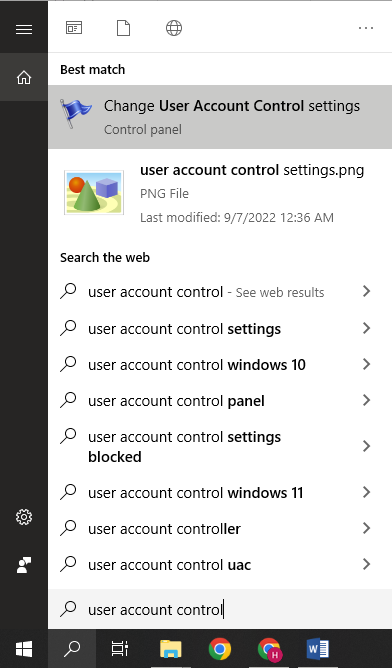 Best match
Change User Account Control settings
Control panel
user account control settings.png
PNG File
Last modified: 9/7/2022 12:36 AM
Search the web
user account control - See web results
user account control settings
user account control windows 10
user account control panel
user account control settings
blocked
user account control windows 11
user account controller
user account control uac
user account control
H
W